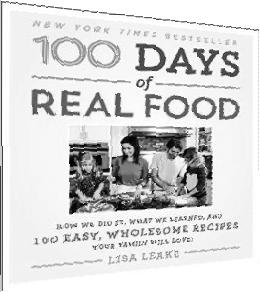 NEW YORK TIMES BESTSELLER
100 DAYS
of
REAL FOOD
HOW WE DID IT, WHAT WE LEARNED, AND
100 EASY, WHOLESOME RECIPES
YOUR FAMILY WILL LOVE!
LISA LEAKE